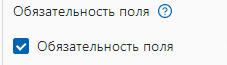 Обязательность поля ?
Обязательность поля